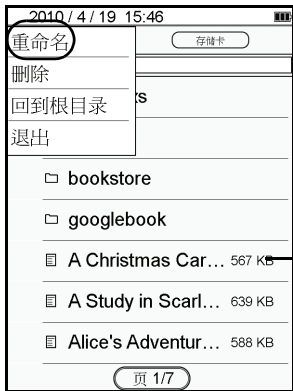 2010 / 4 / 19 15:46
重命名
存储卡
删除
ks
回到根目录
退出
bookstore
googlebook
A Christmas Car... 567 KB
A Study in Scarl... 639 KB
Alice's Adventur... 588 KB
页 1/7